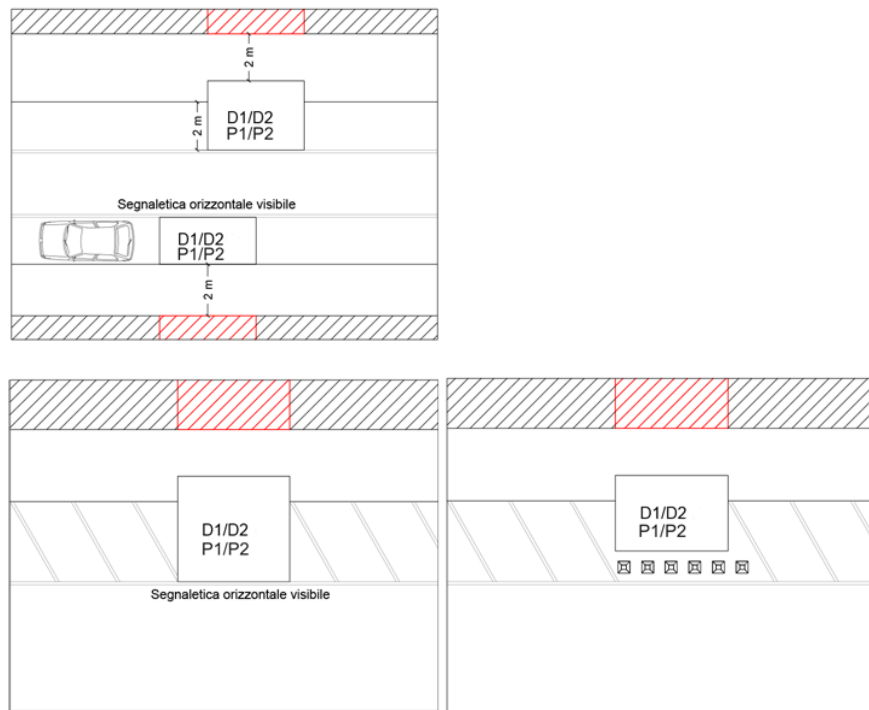 2 m
D1/D2
P1/P2
2 m
Segnaletica orizzontale visibile
D1/D2
P1/P2
2 m
D1/D2
P1/P2
Segnaletica orizzontale visibile
D1/D2
P1/P2